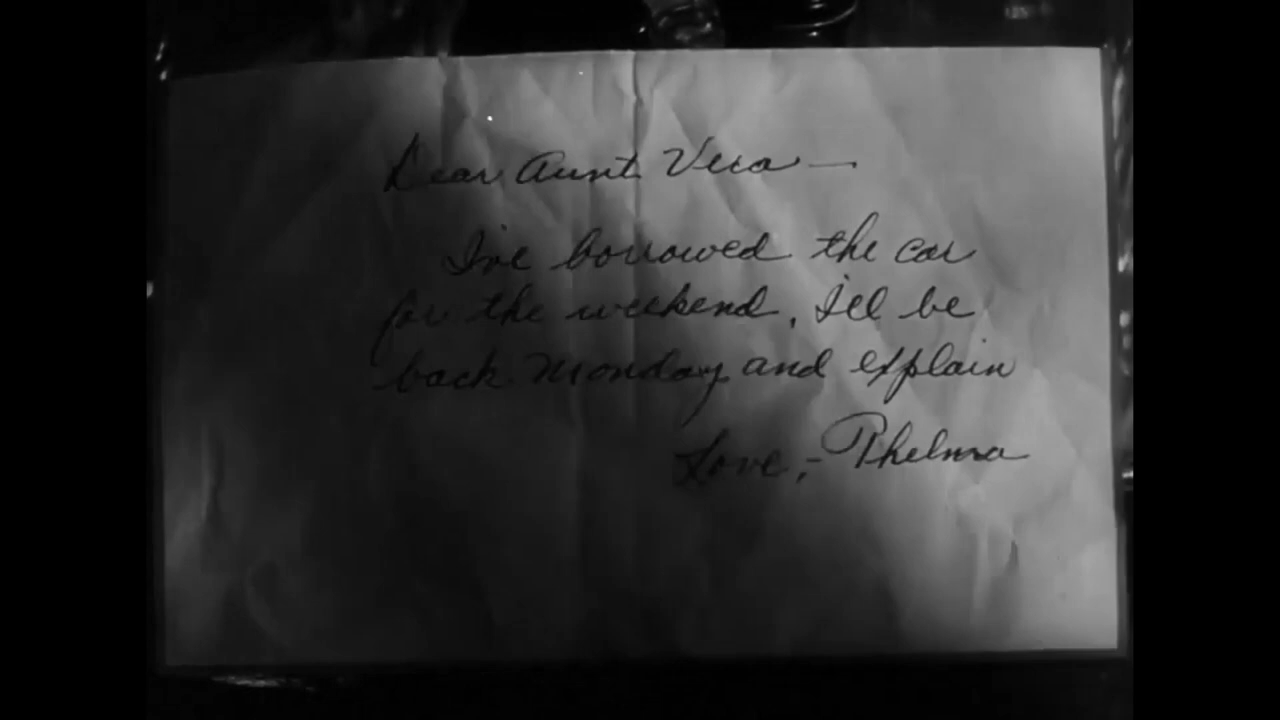 Dear Aunt Vera —
I've borrowed the car
for the weekend, I'll be
back Monday and explain
Love, - Thelma